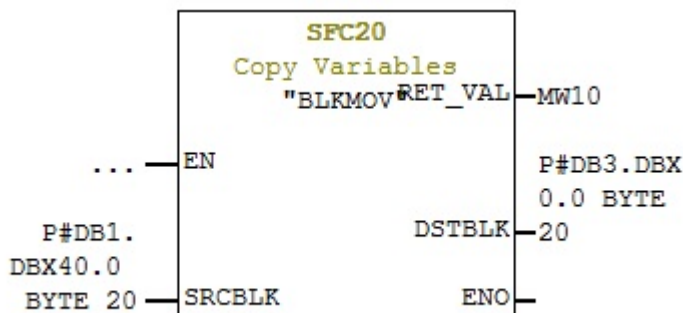 SFC20
Copy Variables
"BLKMOV"
RET_VAL
MW10
...
EN
P#DB3.DBX
0.0 BYTE
20
DSTBLK
P#DB1.
DBX40.0
BYTE 20
SRCBLK
ENO